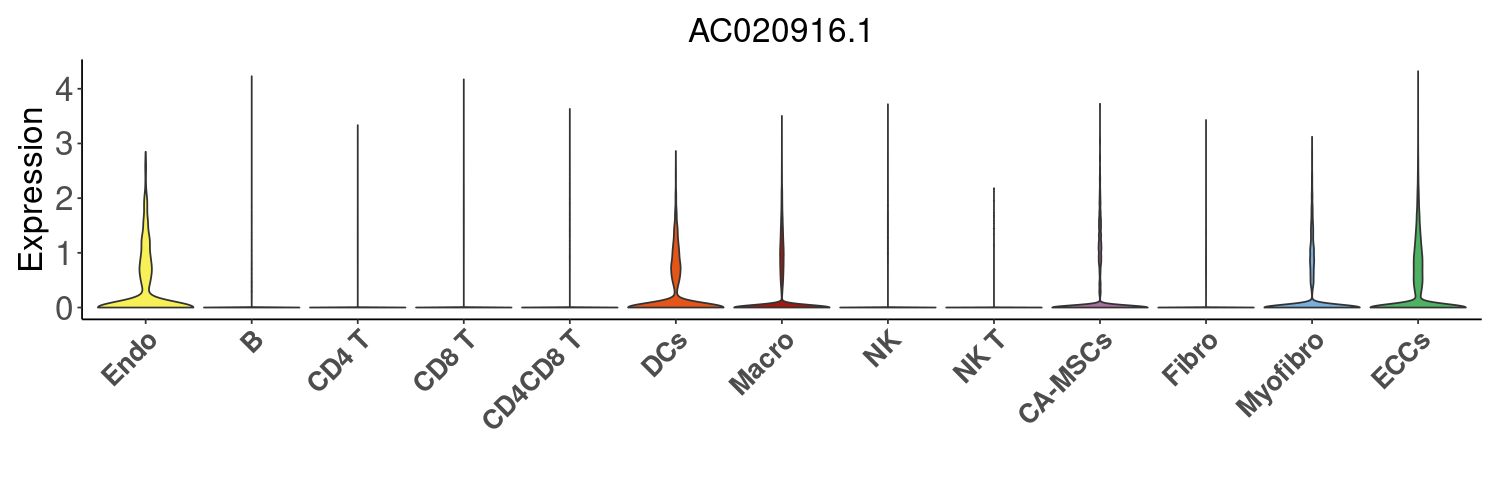 AC020916.1
Expression
4
3
2
1
0
Endo
B
CD4 T
CD8 T
CD4CD8 T
DCs
Macro
NK
NK T
CA-MSCs
Fibro
Myofibro
ECCs